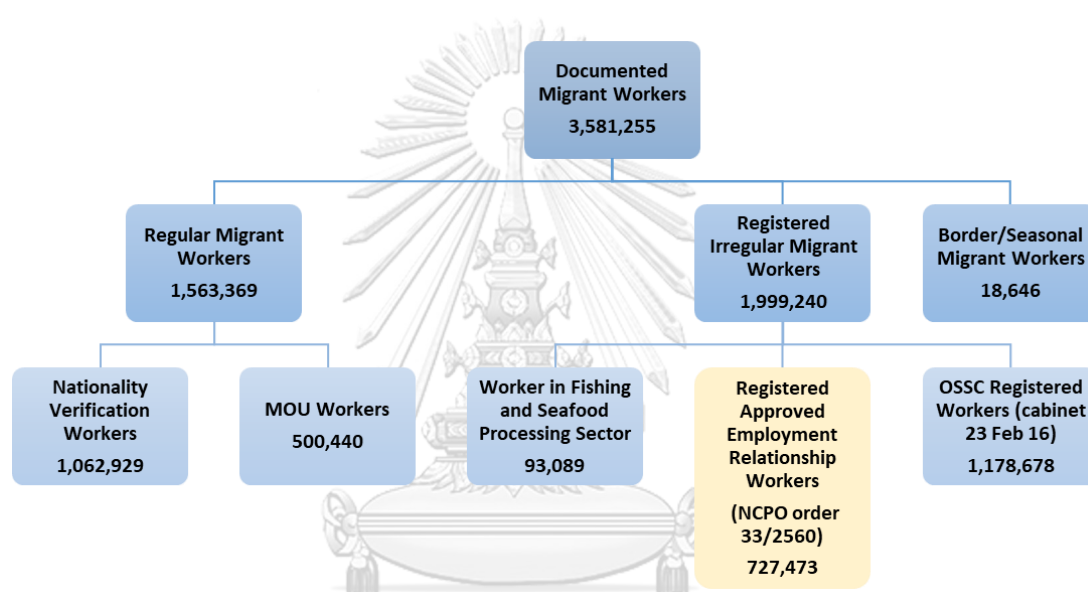 Documented
Migrant Workers
3,581,255
Regular Migrant
Workers
1,563,369
Registered
Irregular Migrant
Workers
1,999,240
Border/Seasonal
Migrant Workers
18,646
Nationality
Verification
Workers
1,062,929
MOU Workers
500,440
Worker in Fishing
and Seafood
Processing Sector
93,089
Registered
Approved
Employment
Relationship
Workers
(NCPO order
33/2560)
727,473
OSSC Registered
Workers (cabinet
23 Feb 16)
1,178,678